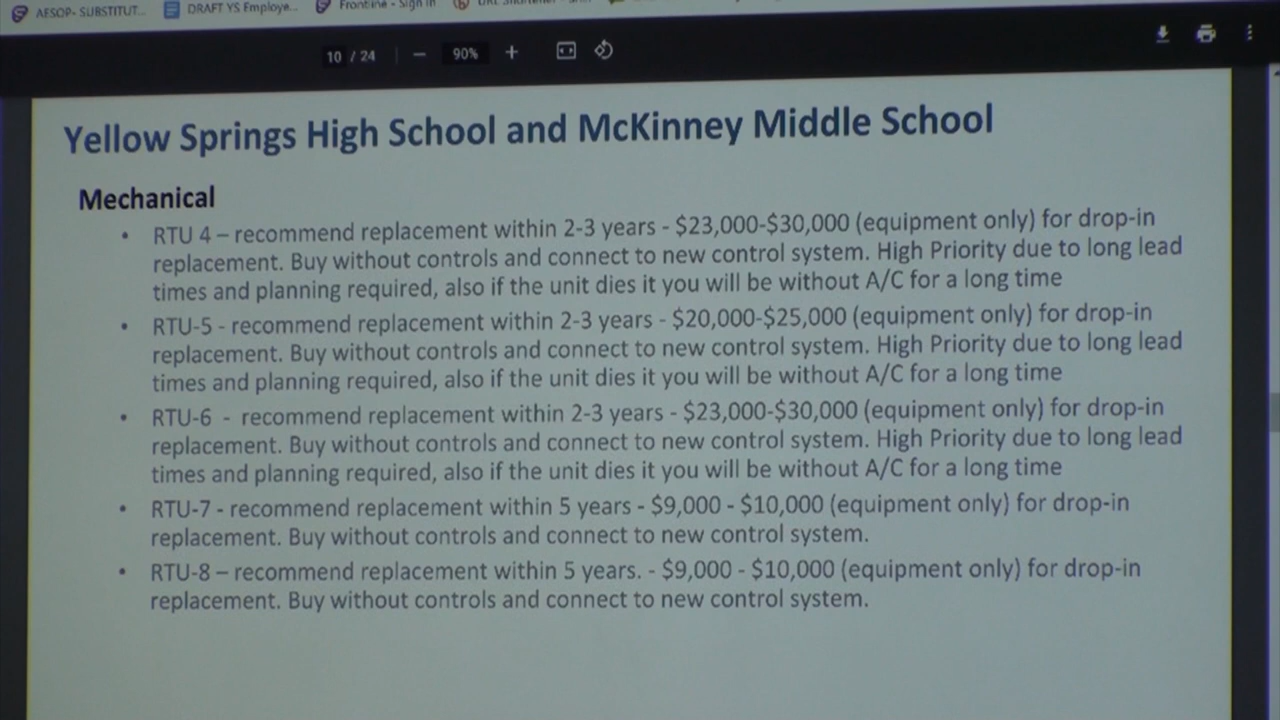 AESOP- SUBSTITUT...
DRAFT YS Employe...
Frontline - Sign In
10 / 24
90%
Yellow Springs High School and McKinney Middle School
Mechanical
• RTU 4 – recommend replacement within 2-3 years - $23,000-$30,000 (equipment only) for drop-in
replacement. Buy without controls and connect to new control system. High Priority due to long lead
times and planning required, also if the unit dies it you will be without A/C for a long time
• RTU-5 - recommend replacement within 2-3 years - $20,000-$25,000 (equipment only) for drop-in
replacement. Buy without controls and connect to new control system. High Priority due to long lead
times and planning required, also if the unit dies it you will be without A/C for a long time
• RTU-6 - recommend replacement within 2-3 years - $23,000-$30,000 (equipment only) for drop-in
replacement. Buy without controls and connect to new control system. High Priority due to long lead
times and planning required, also if the unit dies it you will be without A/C for a long time
• RTU-7 - recommend replacement within 5 years - $9,000 - $10,000 (equipment only) for drop-in
replacement. Buy without controls and connect to new control system.
• RTU-8 – recommend replacement within 5 years. - $9,000 - $10,000 (equipment only) for drop-in
replacement. Buy without controls and connect to new control system.